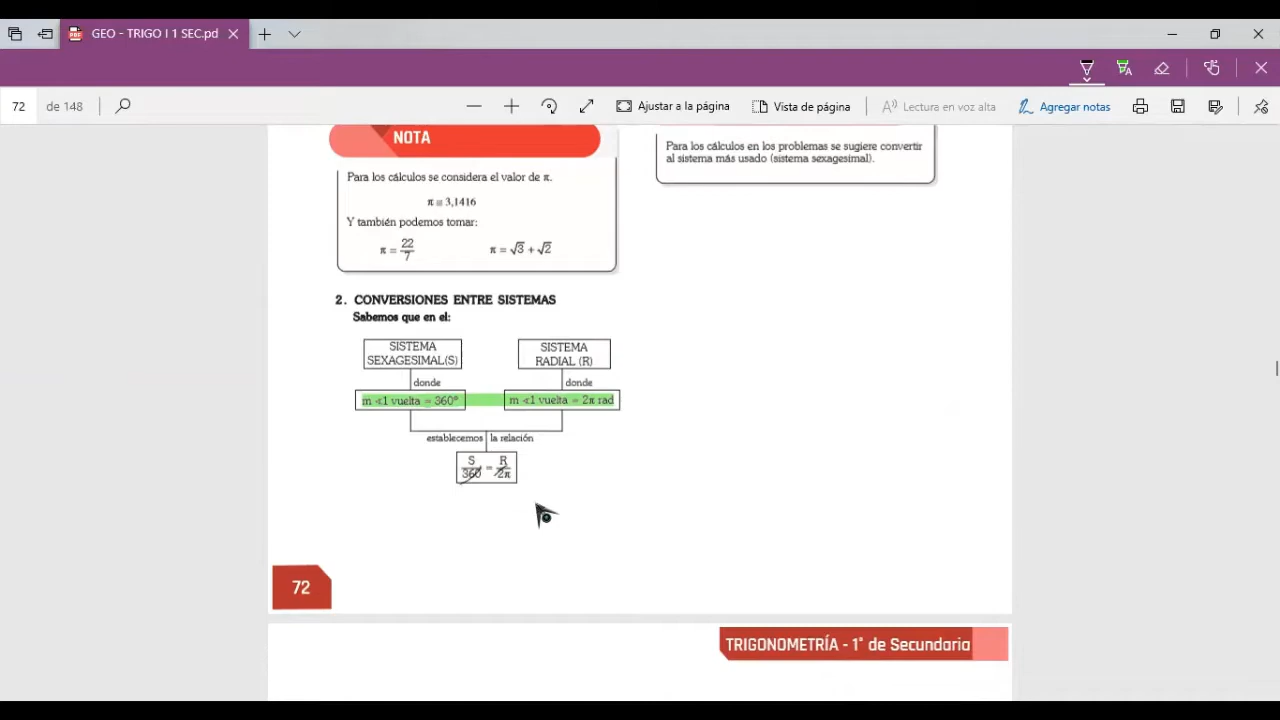 GEO - TRIGO I 1 SEC.pd
72 de 148
Ajustar a la página
Vista de página
Lectura en voz alta
Agregar notas
NOTA
Para los cálculos se considera el valor de π.
π ≅ 3,1416
Y también podemos tomar:
π = 22/7
π = √3 + √2
Para los cálculos en los problemas se sugiere convertir
al sistema más usado (sistema sexagesimal).
2. CONVERSIONES ENTRE SISTEMAS
Sabemos que en el:
SISTEMA
SEXAGESIMAL(S)
SISTEMA
RADIAL (R)
donde
donde
m∢1 vuelta = 360°
m∢1 vuelta = 2π rad
establecemos la relación
S/360 = R/2π
72
TRIGONOMETRÍA - 1° de Secundaria